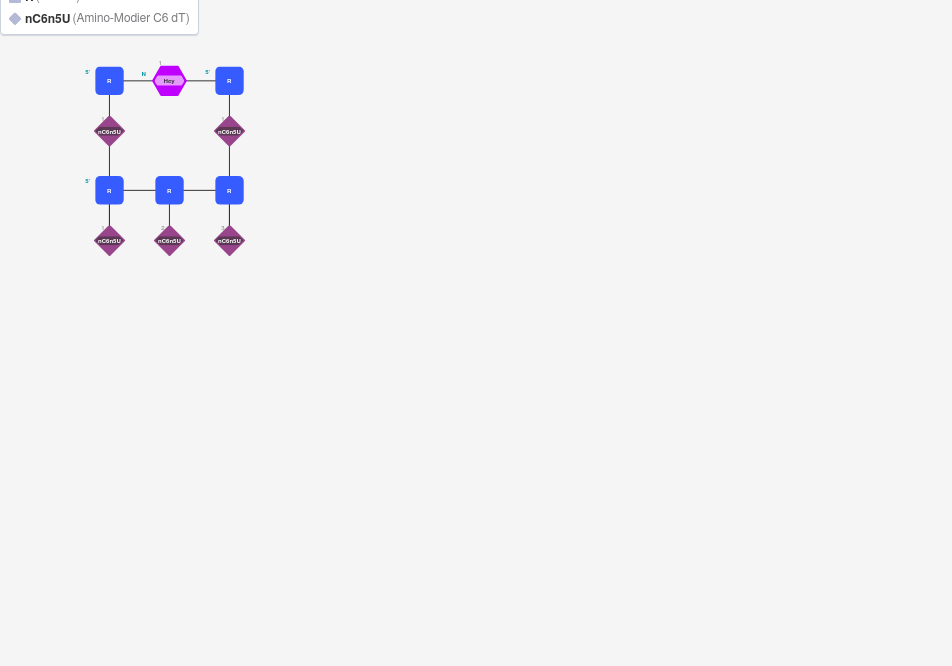 nC6n5U (Amino-Modier C6 dT)
5' R N 1 Hcy 5' R
nC6n5U nC6n5U
5' R R R
nC6n5U nC6n5U nC6n5U